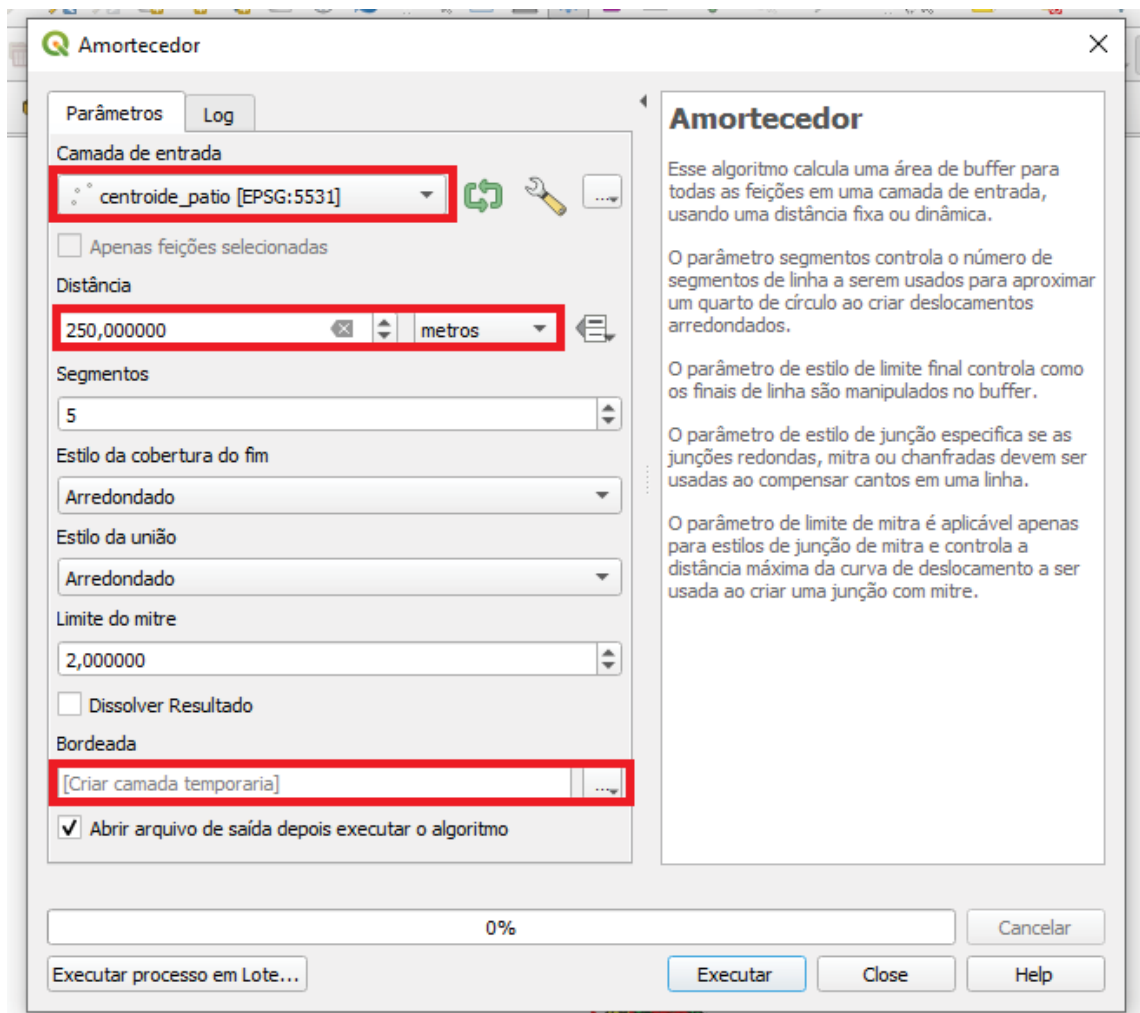 Amortecedor
Parâmetros
Log
Camada de entrada
centroide_patio [EPSG:5531]
...
Apenas feições selecionadas
Distância
250,000000
metros
Segmentos
5
Estilo da cobertura do fim
Arredondado
Estilo da união
Arredondado
Limite do mitre
2,000000
Dissolver Resultado
Bordeada
[Criar camada temporaria]
...
Abrir arquivo de saída depois executar o algoritmo
Amortecedor
Esse algoritmo calcula uma área de buffer para
todas as feições em uma camada de entrada,
usando uma distância fixa ou dinâmica.
O parâmetro segmentos controla o número de
segmentos de linha a serem usados para aproximar
um quarto de círculo ao criar deslocamentos
arredondados.
O parâmetro de estilo de limite final controla como
os finais de linha são manipulados no buffer.
O parâmetro de estilo de junção especifica se as
junções redondas, mitra ou chanfradas devem ser
usadas ao compensar cantos em uma linha.
O parâmetro de limite de mitra é aplicável apenas
para estilos de junção de mitra e controla a
distância máxima da curva de deslocamento a ser
usada ao criar uma junção com mitre.
0%
Cancelar
Executar processo em Lote...
Executar
Close
Help